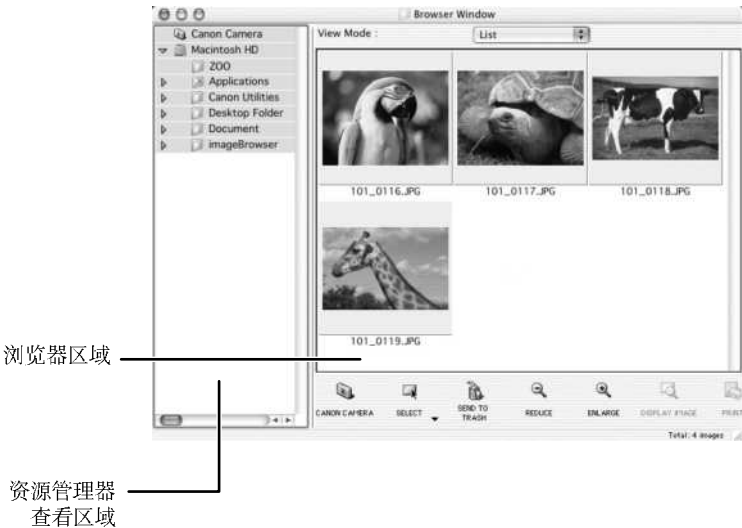 Browser Window
Canon Camera
Macintosh HD
ZOO
Applications
Canon Utilities
Desktop Folder
Document
imageBrowser
View Mode :
List
101_0116.JPG
101_0117.JPG
101_0118.JPG
101_0119.JPG
CANON CAMERA
SELECT
SEND TO
TRASH
REDUCE
ENLARGE
DISPLAY IMAGE
PRINT
Total: 4 images
浏览器区域
资源管理器
查看区域